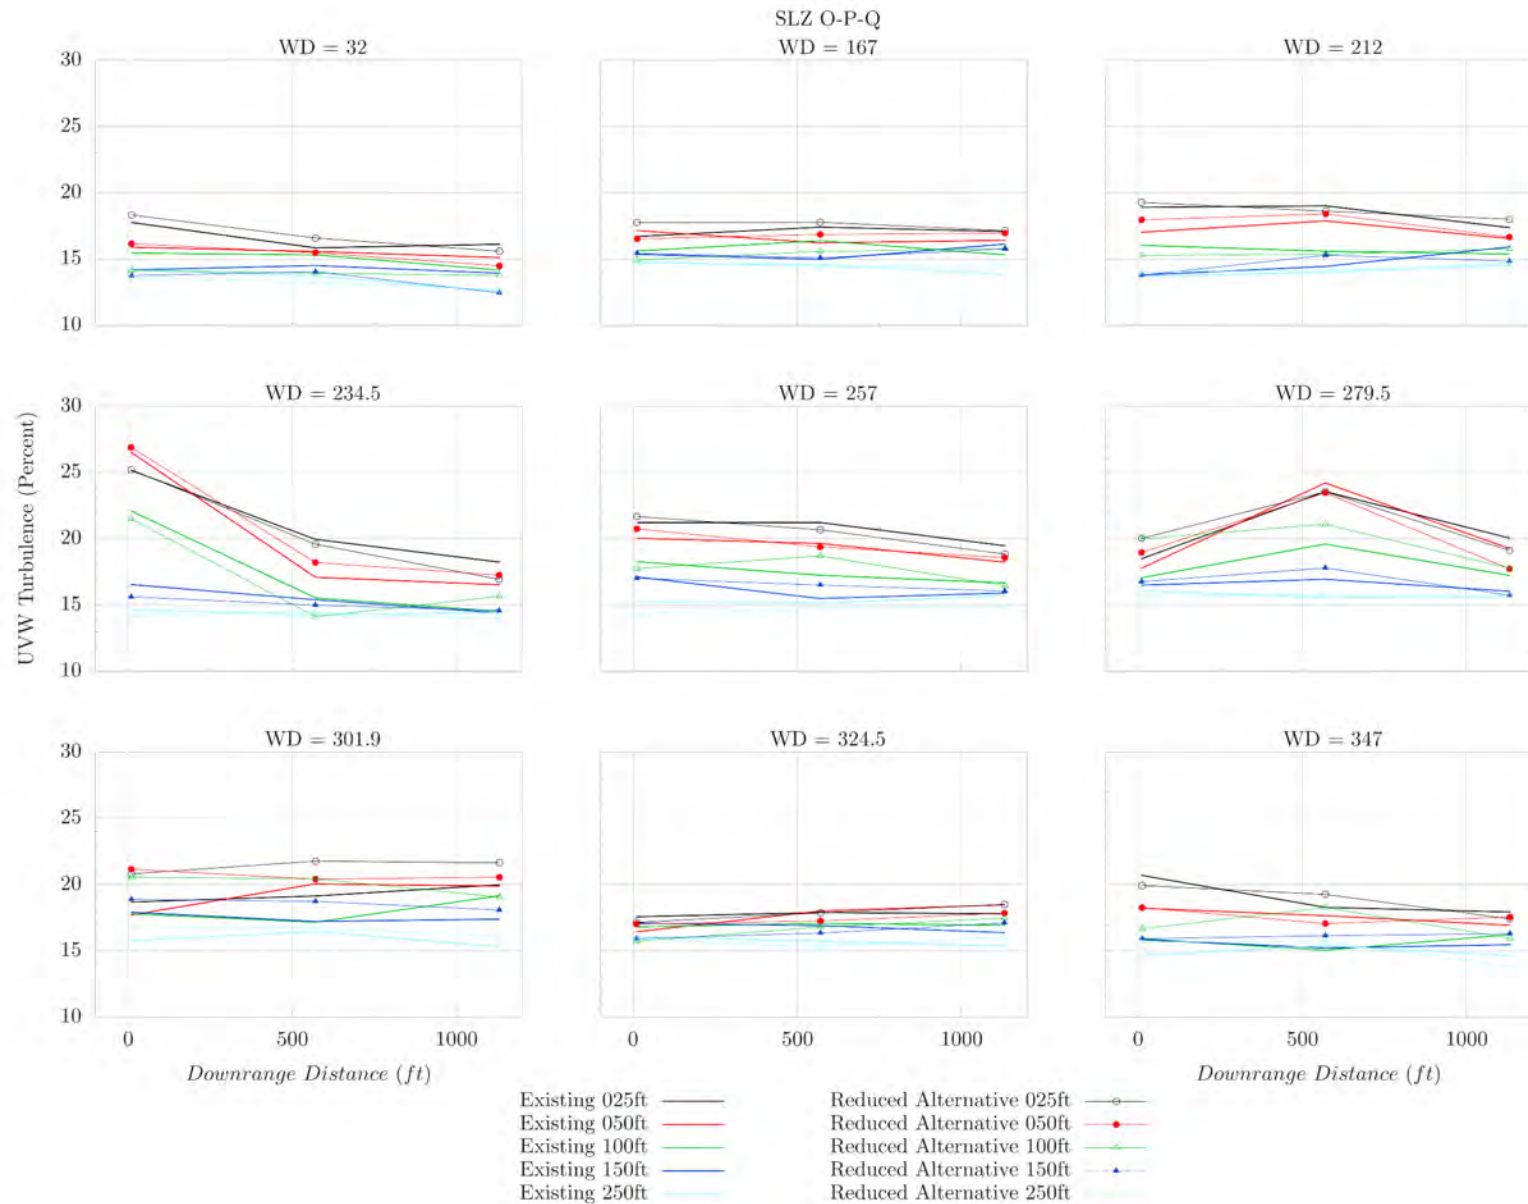 SLZ O-P-Q
WD = 32
WD = 167
WD = 212
30
25
20
15
10
WD = 234.5
WD = 257
WD = 279.5
UVW Turbulence (Percent)
30
25
20
15
10
WD = 301.9
WD = 324.5
WD = 347
30
25
20
15
10
0 500 1000
0 500 1000
0 500 1000
Downrange Distance (ft)
Downrange Distance (ft)
Existing 025ft
Existing 050ft
Existing 100ft
Existing 150ft
Existing 250ft
Reduced Alternative 025ft
Reduced Alternative 050ft
Reduced Alternative 100ft
Reduced Alternative 150ft
Reduced Alternative 250ft